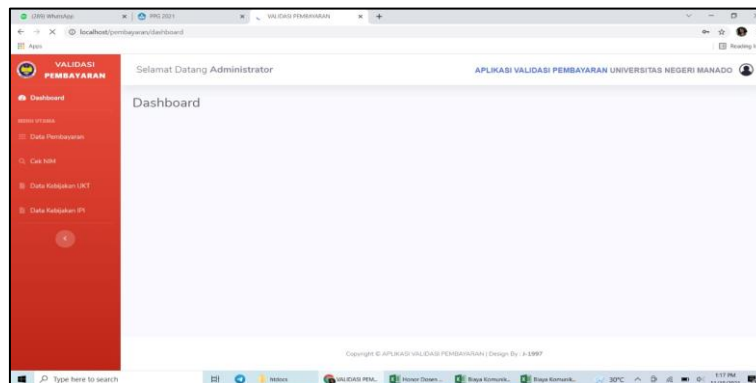 (289) WhatsApp
PPG 2021
VALIDASI PEMBAYARAN
localhost/pembayaran/dashboard
Apps
Reading
VALIDASI
PEMBAYARAN
Selamat Datang Administrator
APLIKASI VALIDASI PEMBAYARAN UNIVERSITAS NEGERI MANADO
Dashboard
Dashboard
MENU UTAMA
Data Pembayaran
Cek NIM
Data Kebijakan UKT
Data Kebijakan IPI
Copyright © APLIKASI VALIDASI PEMBAYARAN | Design By : J-1997
Type here to search
htdocs
VALIDASI PEM...
Honor Dosen ...
Biaya Komunik...
Biaya Komunik...
30°C
1:17 PM